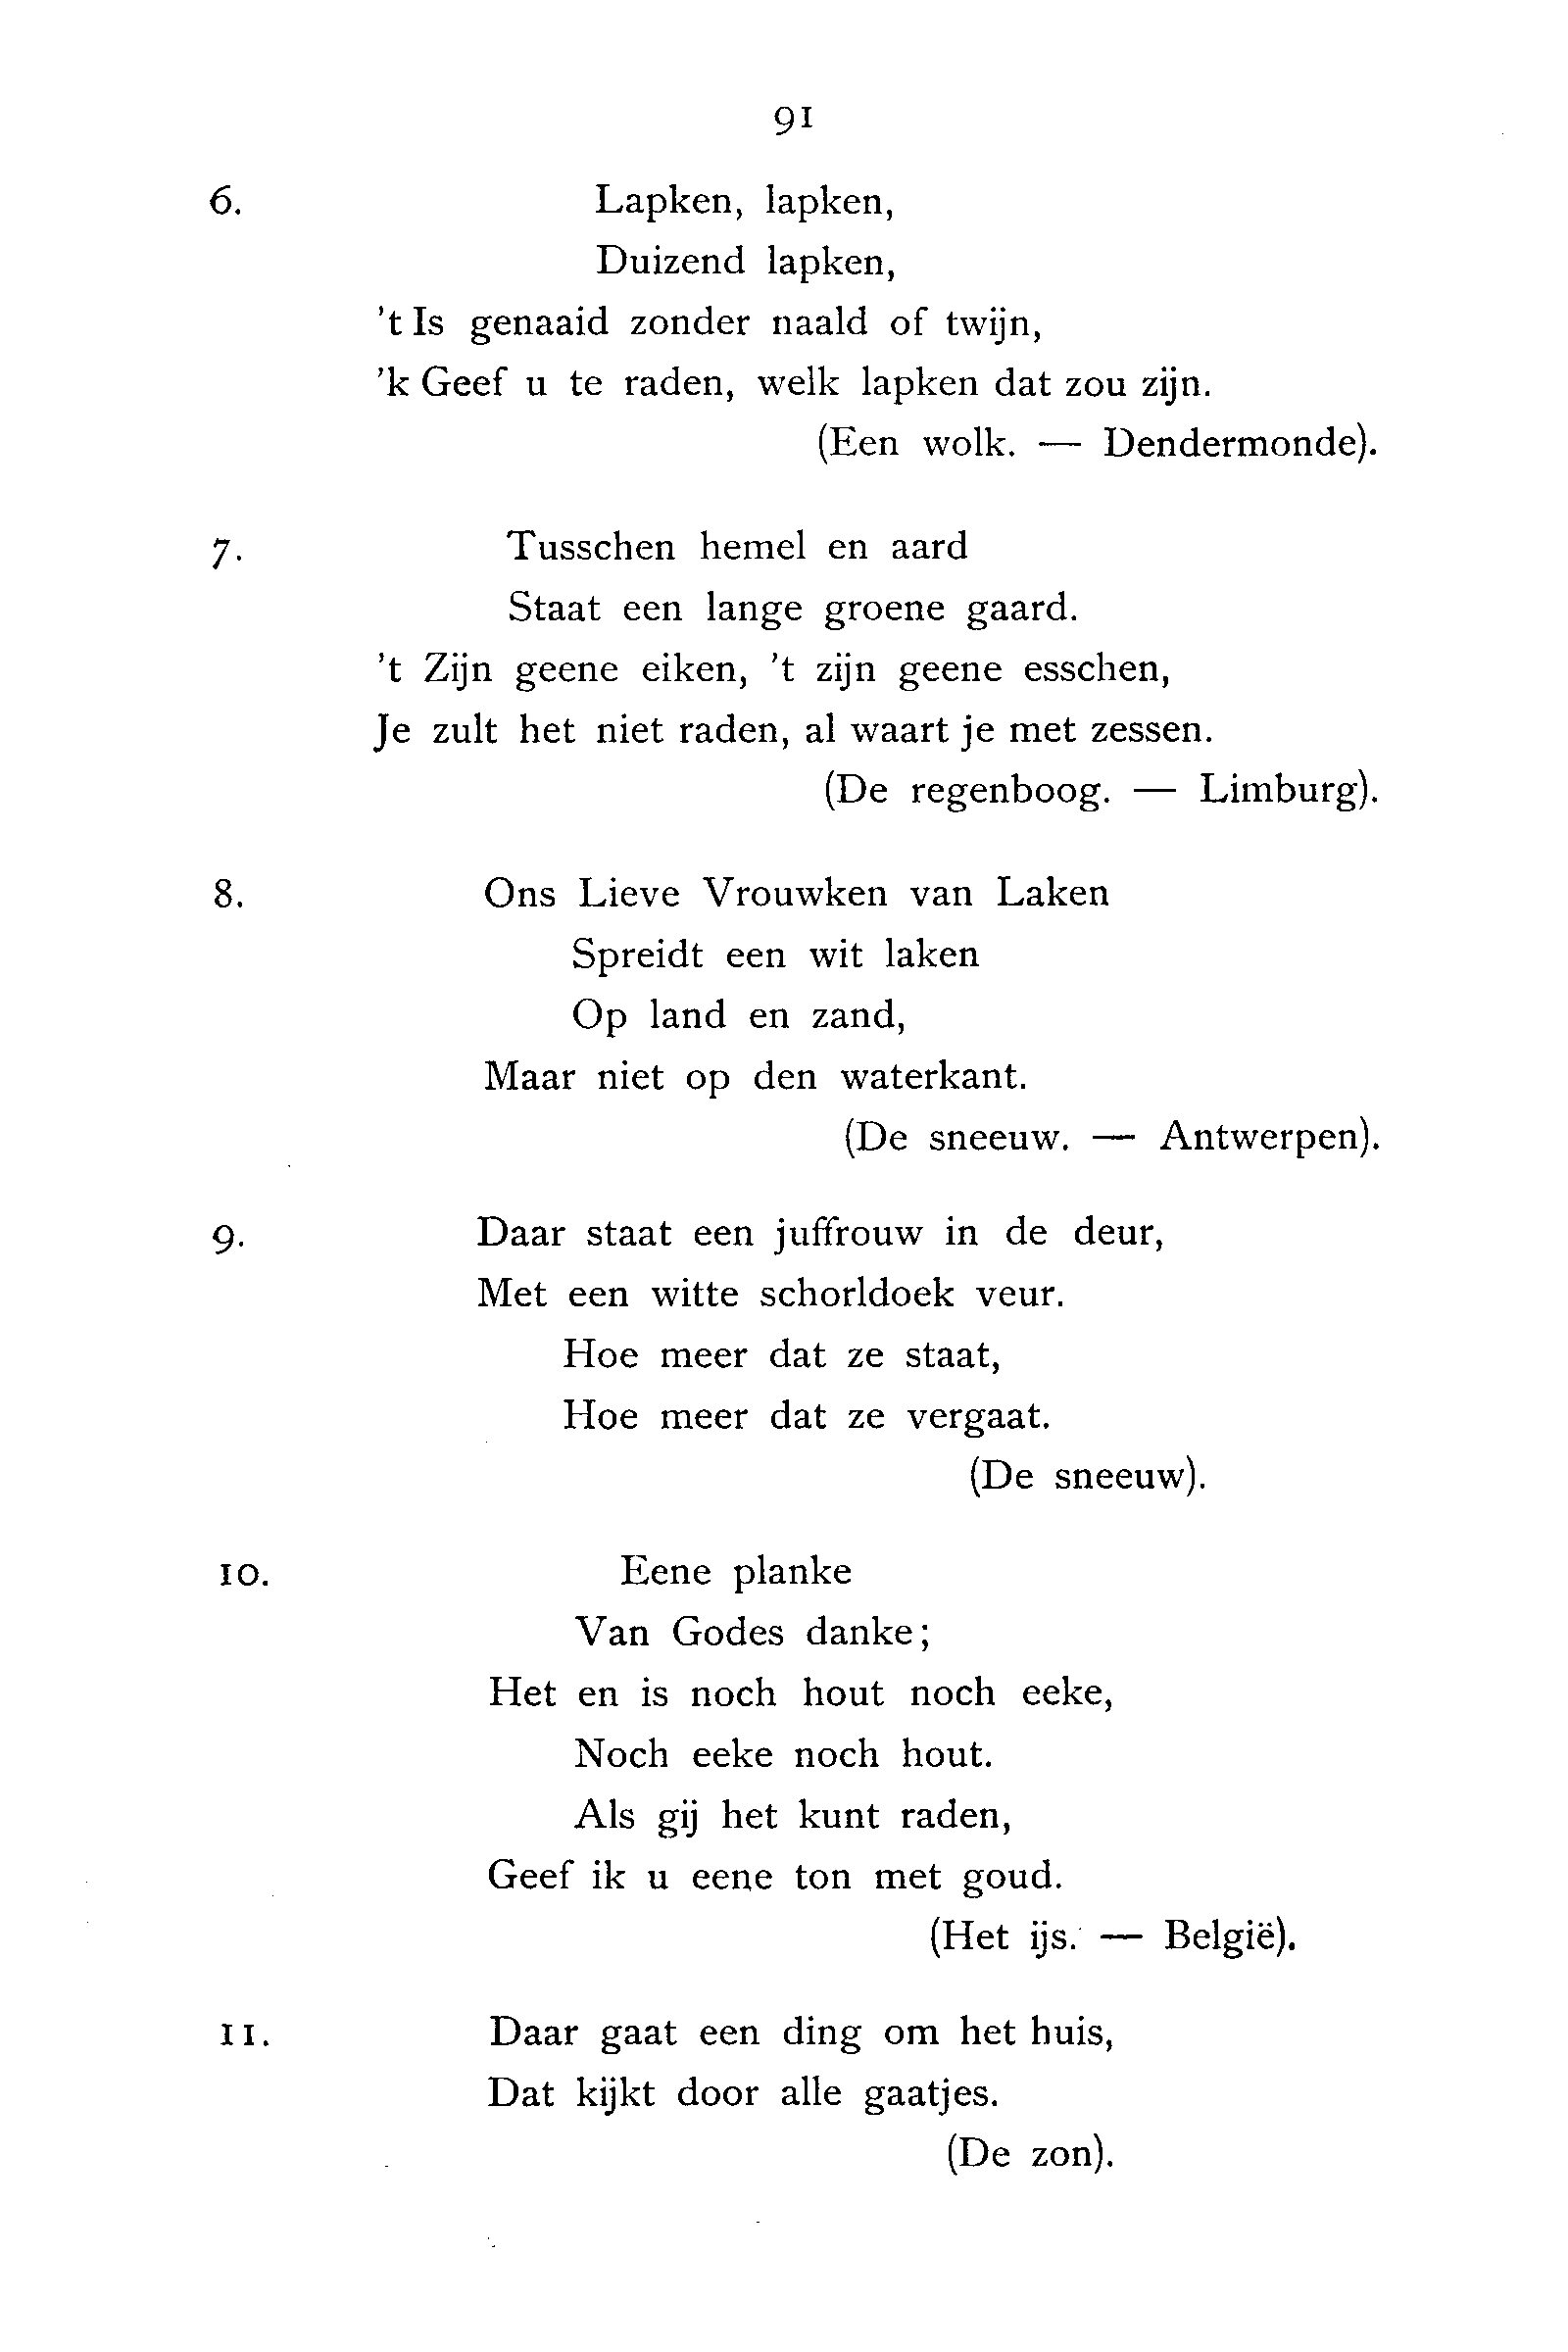 91
6. Lapken, lapken,
Duizend lapken,
't Is genaaid zonder naald of twijn,
'k Geef u te raden, welk lapken dat zou zijn.
(Een wolk. — Dendermonde).
7. Tusschen hemel en aard
Staat een lange groene gaard.
't Zijn geene eiken, 't zijn geene esschen,
Je zult het niet raden, al waart je met zessen.
(De regenboog. — Limburg).
8. Ons Lieve Vrouwken van Laken
Spreidt een wit laken
Op land en zand,
Maar niet op den waterkant.
(De sneeuw. — Antwerpen).
9. Daar staat een juffrouw in de deur,
Met een witte schorldoek veur.
Hoe meer dat ze staat,
Hoe meer dat ze vergaat.
(De sneeuw).
10. Eene planke
Van Godes danke;
Het en is noch hout noch eeke,
Noch eeke noch hout.
Als gij het kunt raden,
Geef ik u eene ton met goud.
(Het ijs. — België).
11. Daar gaat een ding om het huis,
Dat kijkt door alle gaatjes.
(De zon).